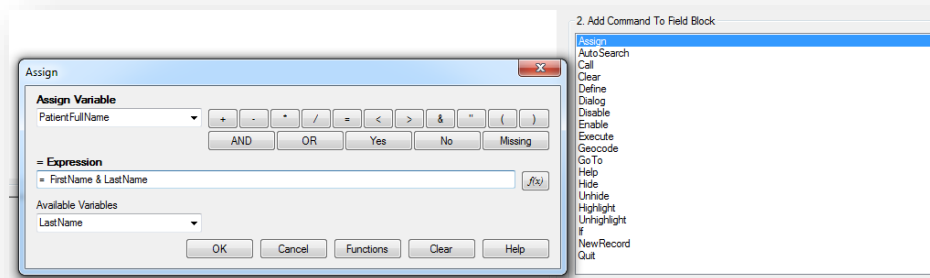 2. Add Command To Field Block
Assign
AutoSearch
Call
Clear
Define
Dialog
Disable
Enable
Execute
Geocode
GoTo
Help
Hide
Unhide
Highlight
Unhighlight
If
NewRecord
Quit
Assign
Assign Variable
PatientFullName
+ - * / = < > & " ( )
AND OR Yes No Missing
= Expression
= FirstName & LastName
f(x)
Available Variables
LastName
OK Cancel Functions Clear Help